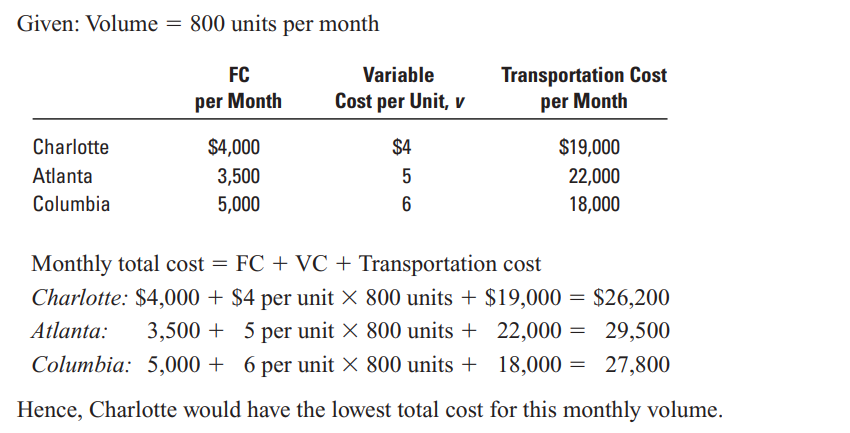 Given: Volume = 800 units per month
FC Variable Transportation Cost
per Month Cost per Unit, v per Month
Charlotte $4,000 $4 $19,000
Atlanta 3,500 5 22,000
Columbia 5,000 6 18,000
Monthly total cost = FC + VC + Transportation cost
Charlotte: $4,000 + $4 per unit × 800 units + $19,000 = $26,200
Atlanta: 3,500 + 5 per unit × 800 units + 22,000 = 29,500
Columbia: 5,000 + 6 per unit × 800 units + 18,000 = 27,800
Hence, Charlotte would have the lowest total cost for this monthly volume.